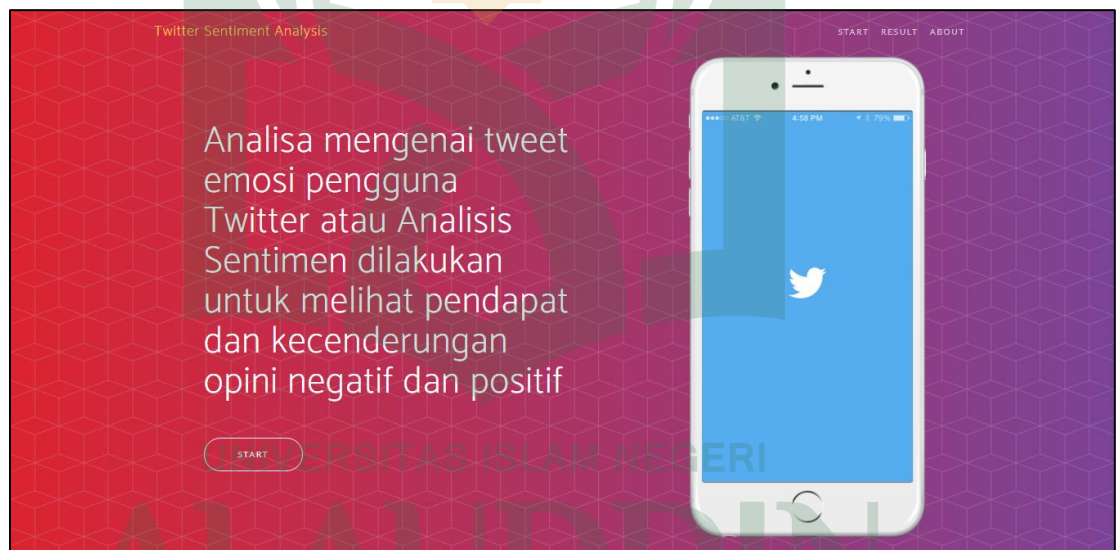 Twitter Sentiment Analysis
START RESULT ABOUT
AT&T 4:58 PM 79%
Analisa mengenai tweet
emosi pengguna
Twitter atau Analisis
Sentimen dilakukan
untuk melihat pendapat
dan kecenderungan
opini negatif dan positif
START
UNIVERSITAS ISLAM NEGERI
ALAUDDIN